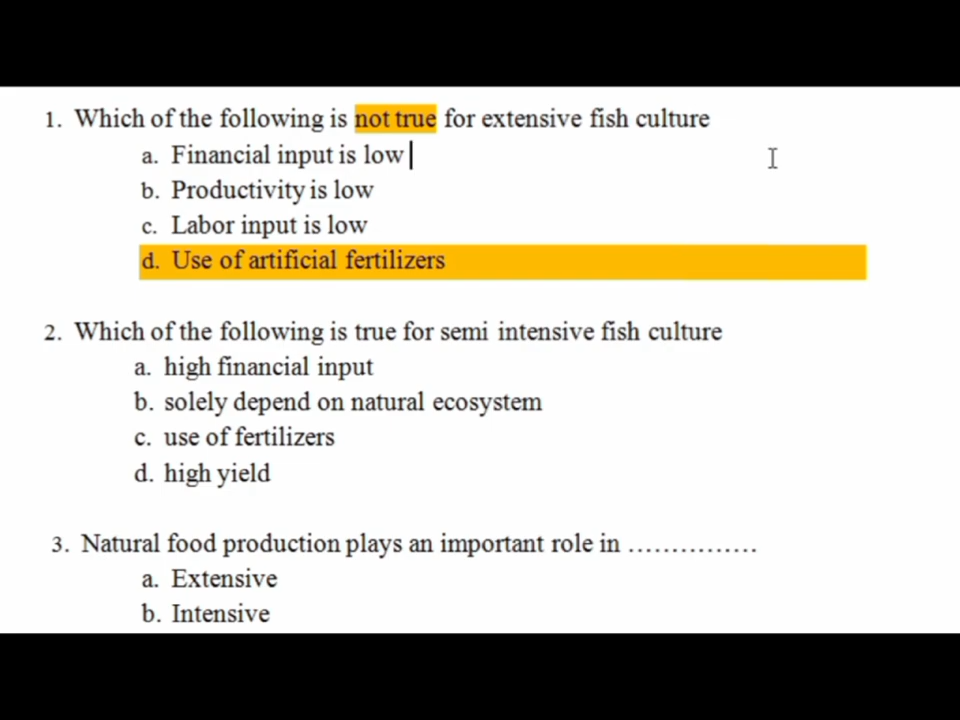 1. Which of the following is not true for extensive fish culture
a. Financial input is low
b. Productivity is low
c. Labor input is low
d. Use of artificial fertilizers
2. Which of the following is true for semi intensive fish culture
a. high financial input
b. solely depend on natural ecosystem
c. use of fertilizers
d. high yield
3. Natural food production plays an important role in ……………
a. Extensive
b. Intensive